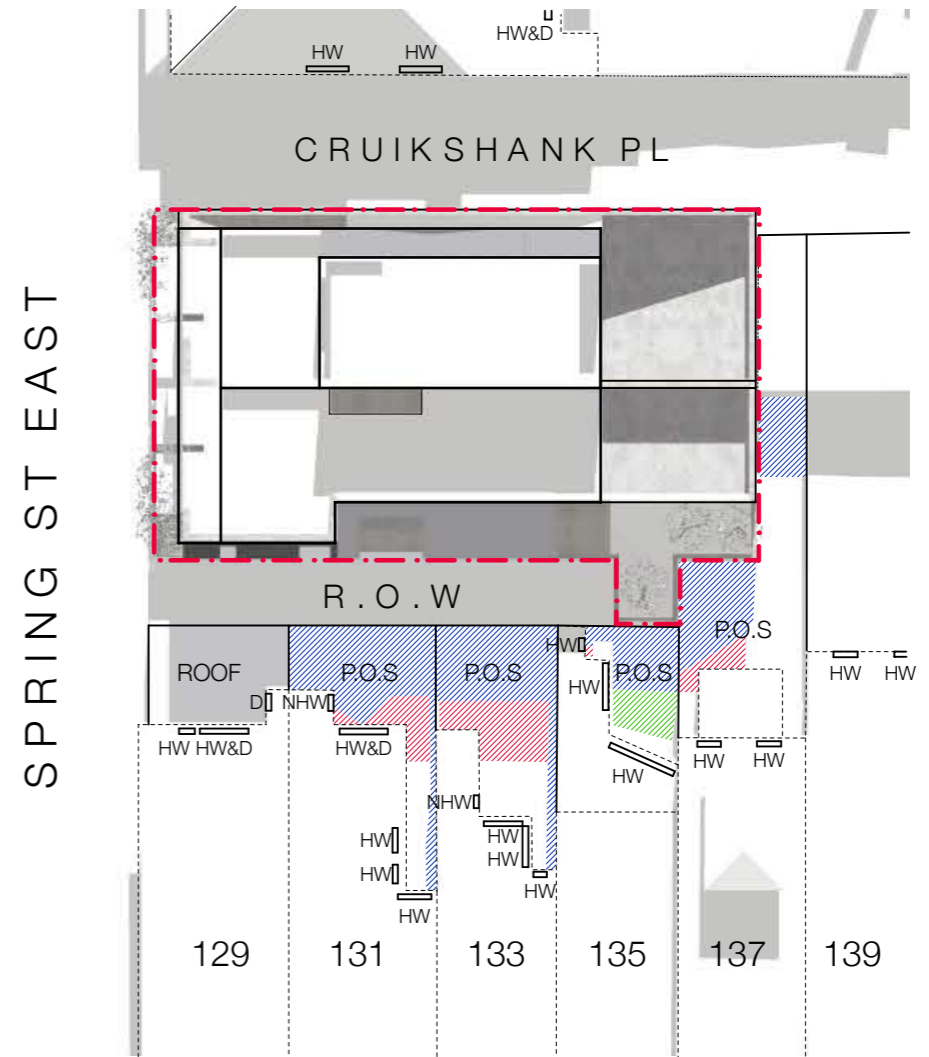 HW&D
HW HW
CRUIKSHANK PL
SPRING ST EAST
R.O.W
P.O.S
ROOF P.O.S P.O.S HW P.O.S
D NHW HW
HW HW
HW HW&D HW&D HW HW HW
NHW
HW HW
HW
HW HW
HW
129 131 133 135 137 139